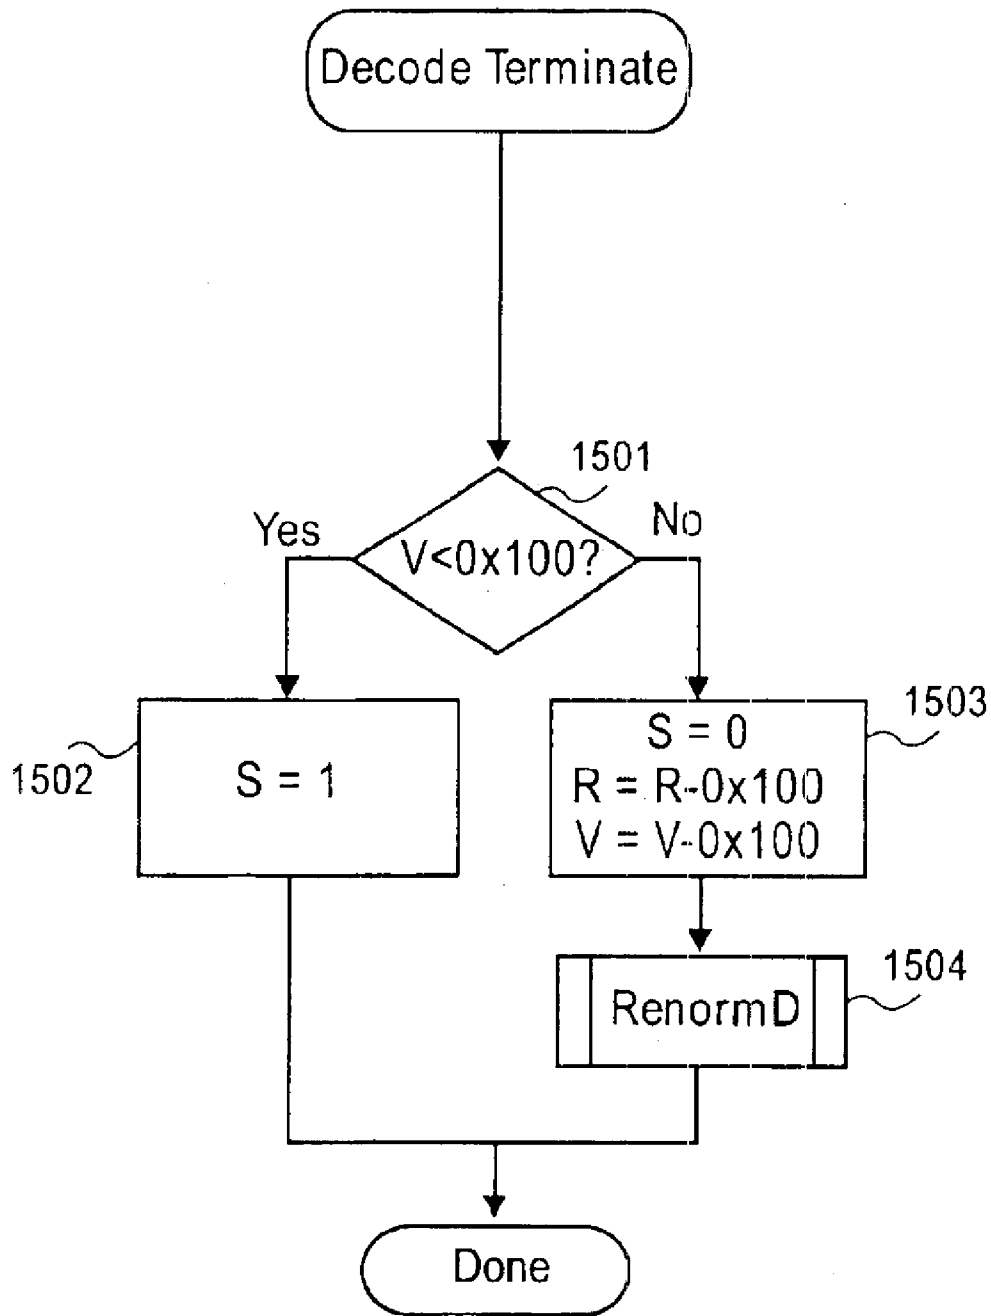 Decode Terminate
1501
Yes
No
V<0x100?
1502
S = 1
1503
S = 0
R = R-0x100
V = V-0x100
1504
RenormD
Done